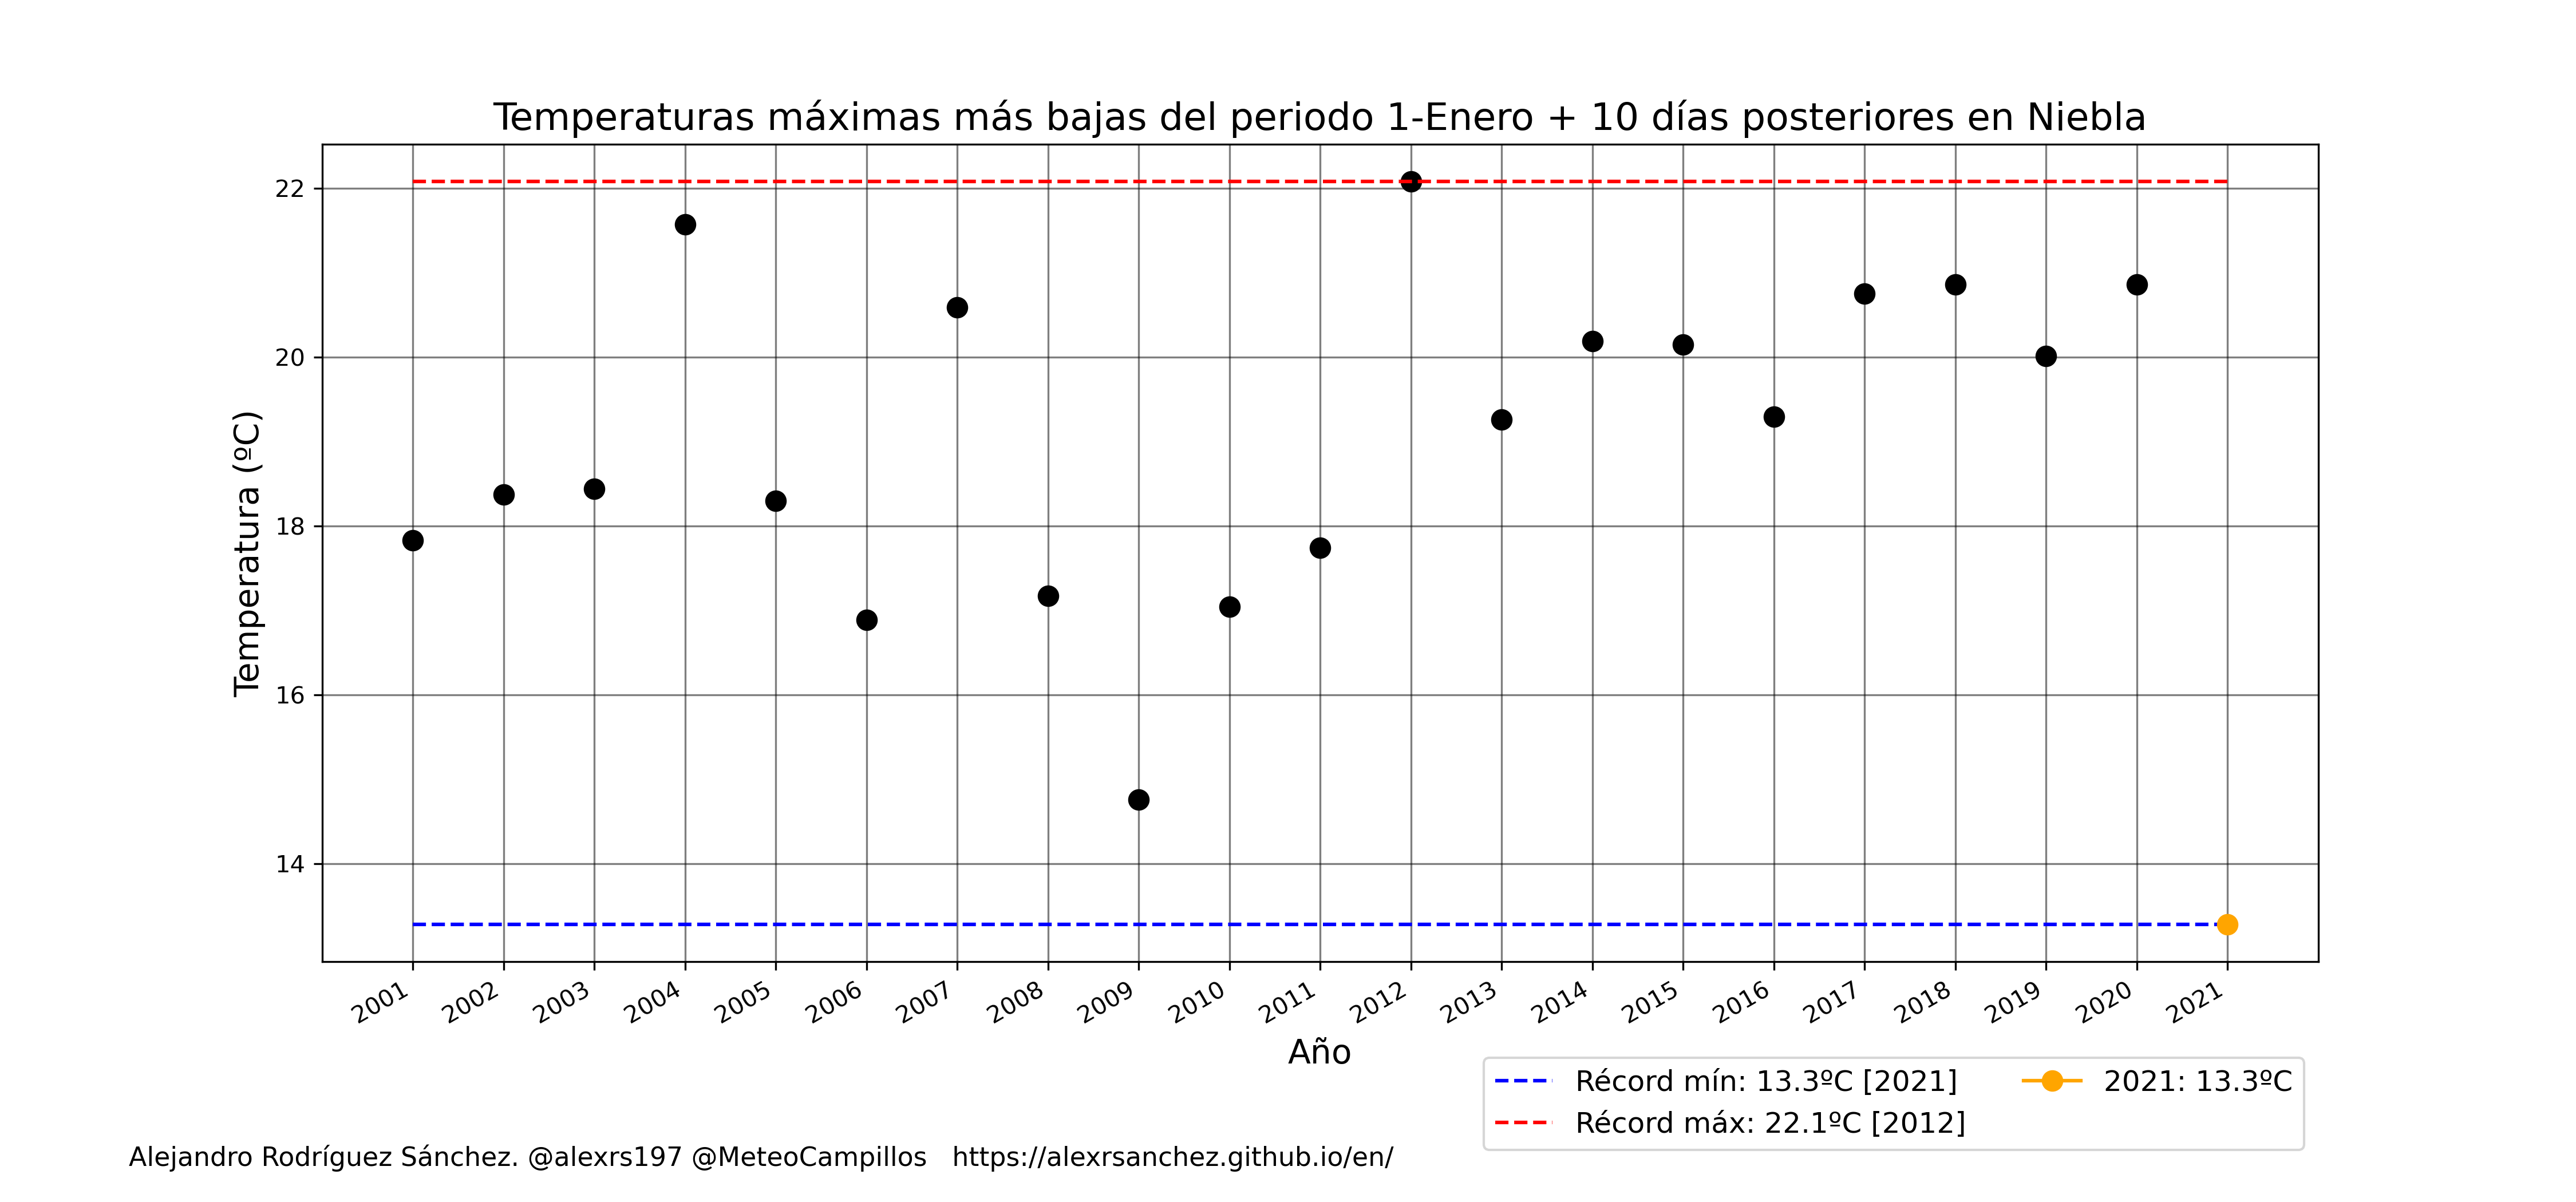 Temperaturas máximas más bajas del periodo 1-Enero + 10 días posteriores en Niebla
Temperatura (ºC)
22
20
18
16
14
2001 2002 2003 2004 2005 2006 2007 2008 2009 2010 2011 2012 2013 2014 2015 2016 2017 2018 2019 2020 2021
Año
Récord mín: 13.3ºC [2021]
Récord máx: 22.1ºC [2012]
2021: 13.3ºC
Alejandro Rodríguez Sánchez. @alexrs197 @MeteoCampillos https://alexrsanchez.github.io/en/